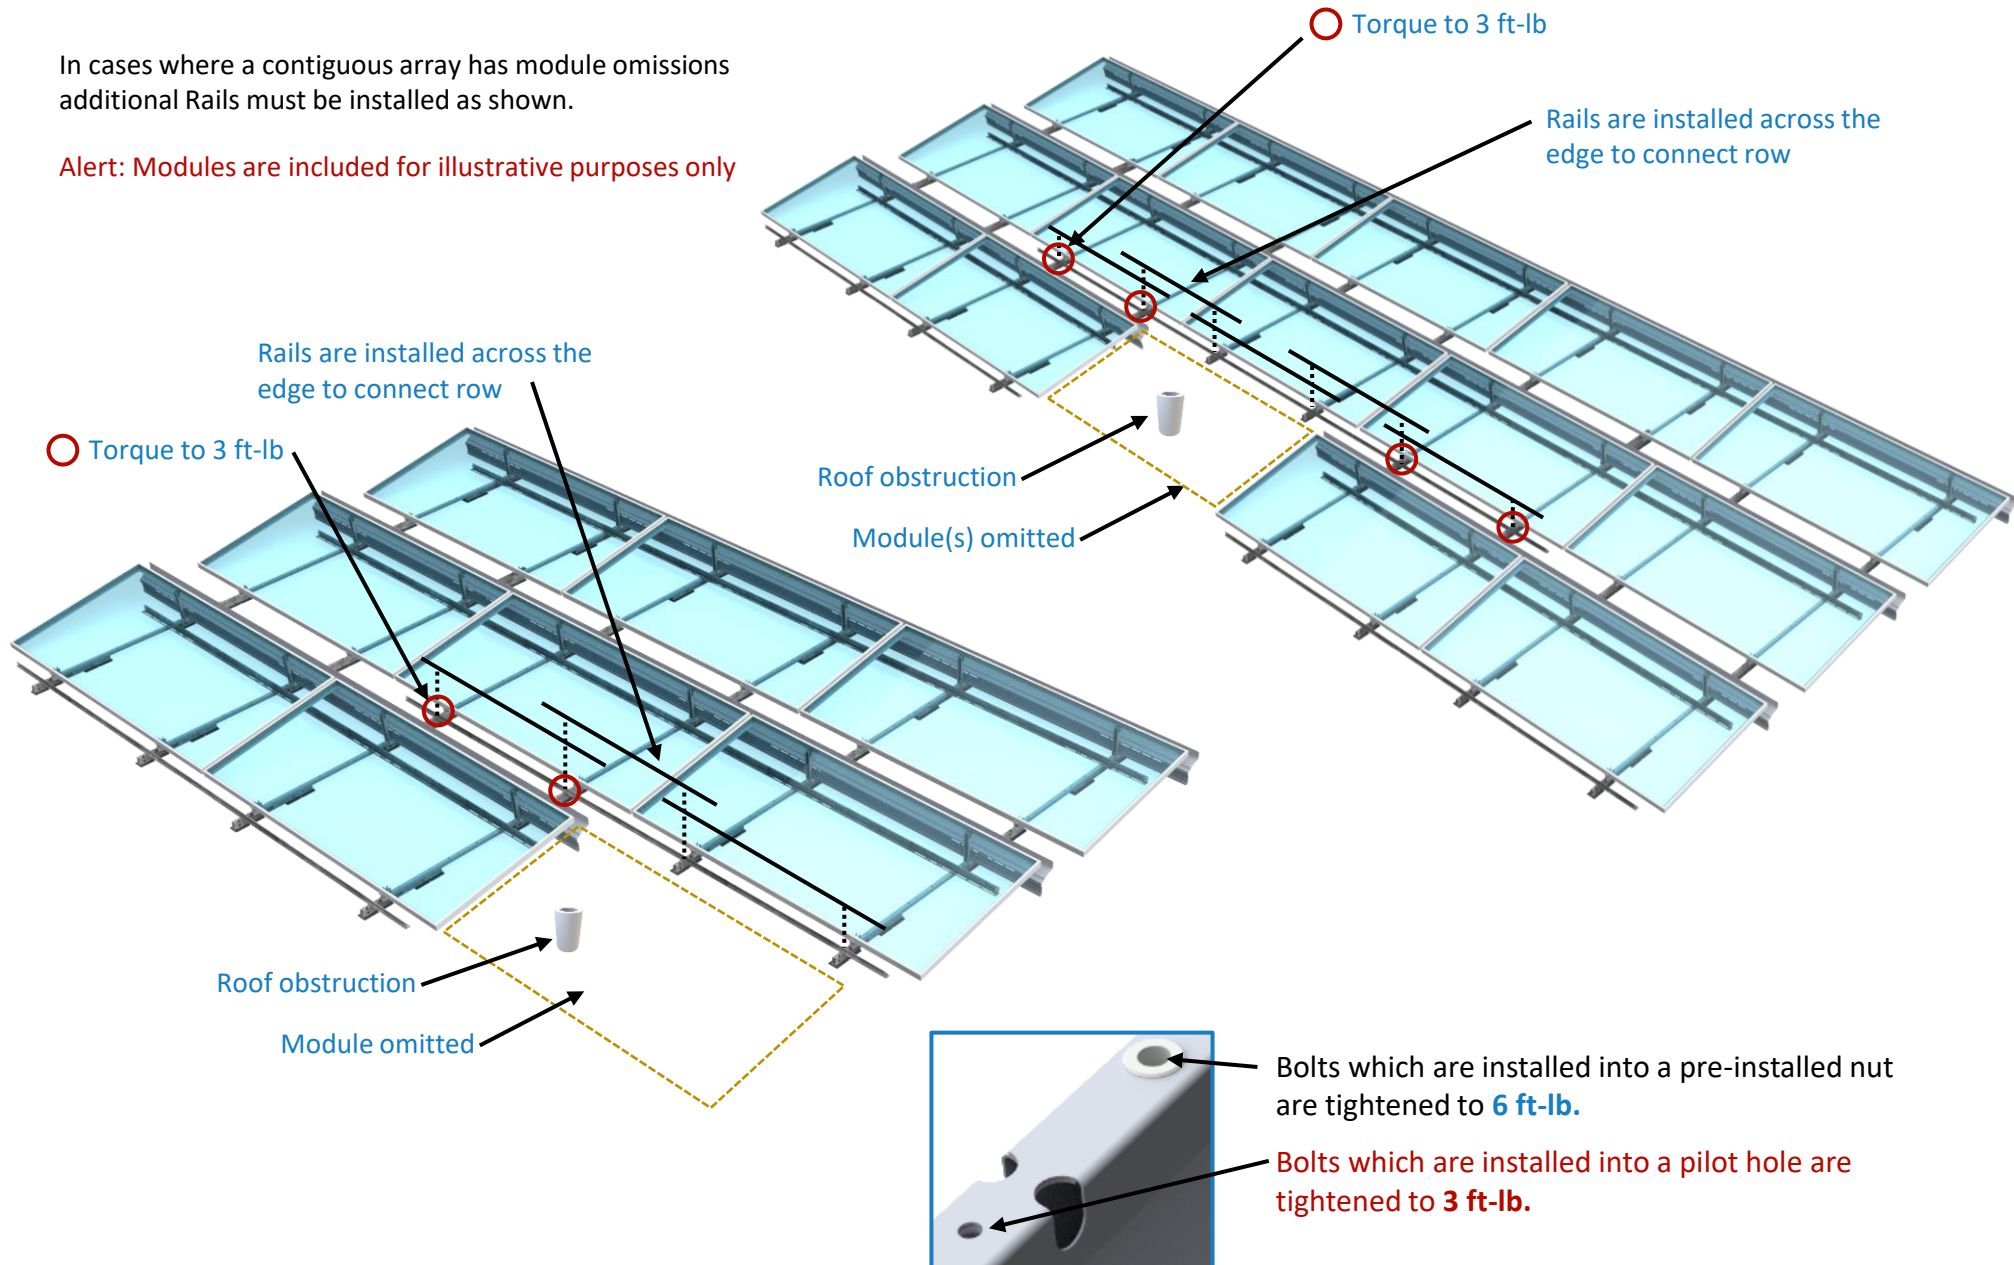 In cases where a contiguous array has module omissions
additional Rails must be installed as shown.
Alert: Modules are included for illustrative purposes only
Torque to 3 ft-lb
Rails are installed across the
edge to connect row
Roof obstruction
Module(s) omitted
Rails are installed across the
edge to connect row
Torque to 3 ft-lb
Roof obstruction
Module omitted
Bolts which are installed into a pre-installed nut
are tightened to 6 ft-lb.
Bolts which are installed into a pilot hole are
tightened to 3 ft-lb.